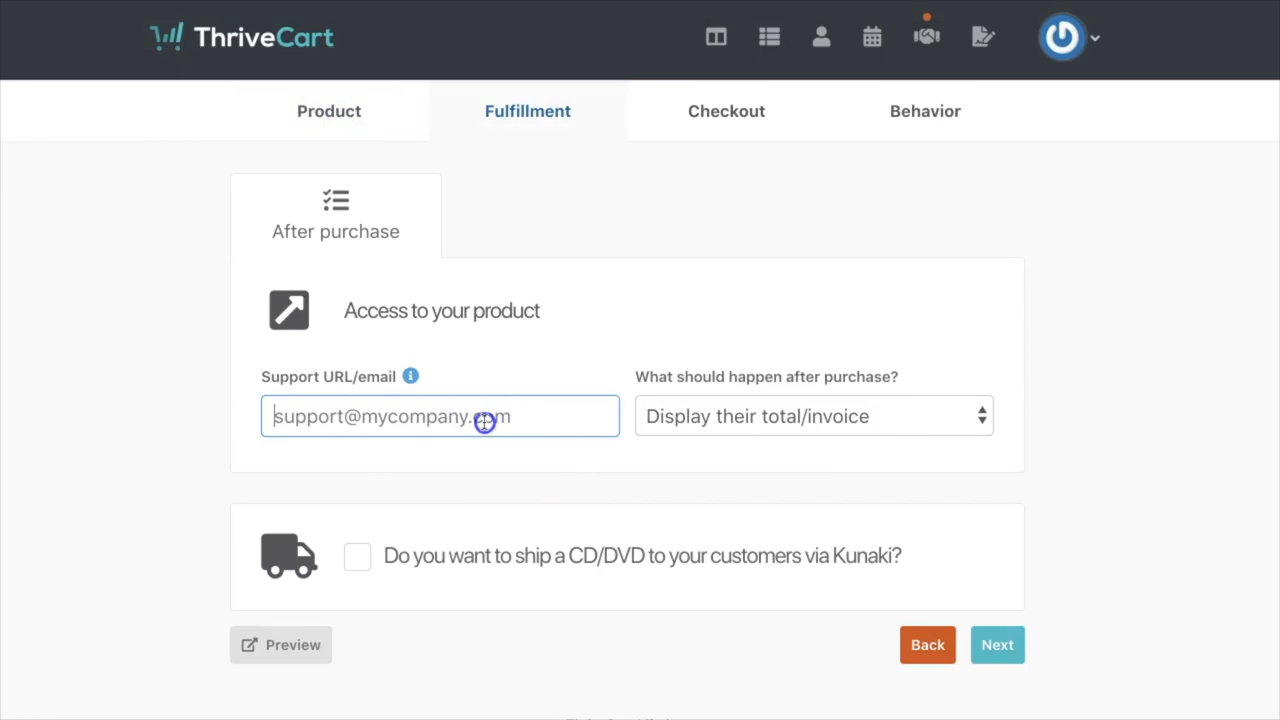 ThriveCart
Product
Fulfillment
Checkout
Behavior
After purchase
Access to your product
Support URL/email
What should happen after purchase?
support@mycompany.com
Display their total/invoice
Do you want to ship a CD/DVD to your customers via Kunaki?
Preview
Back
Next